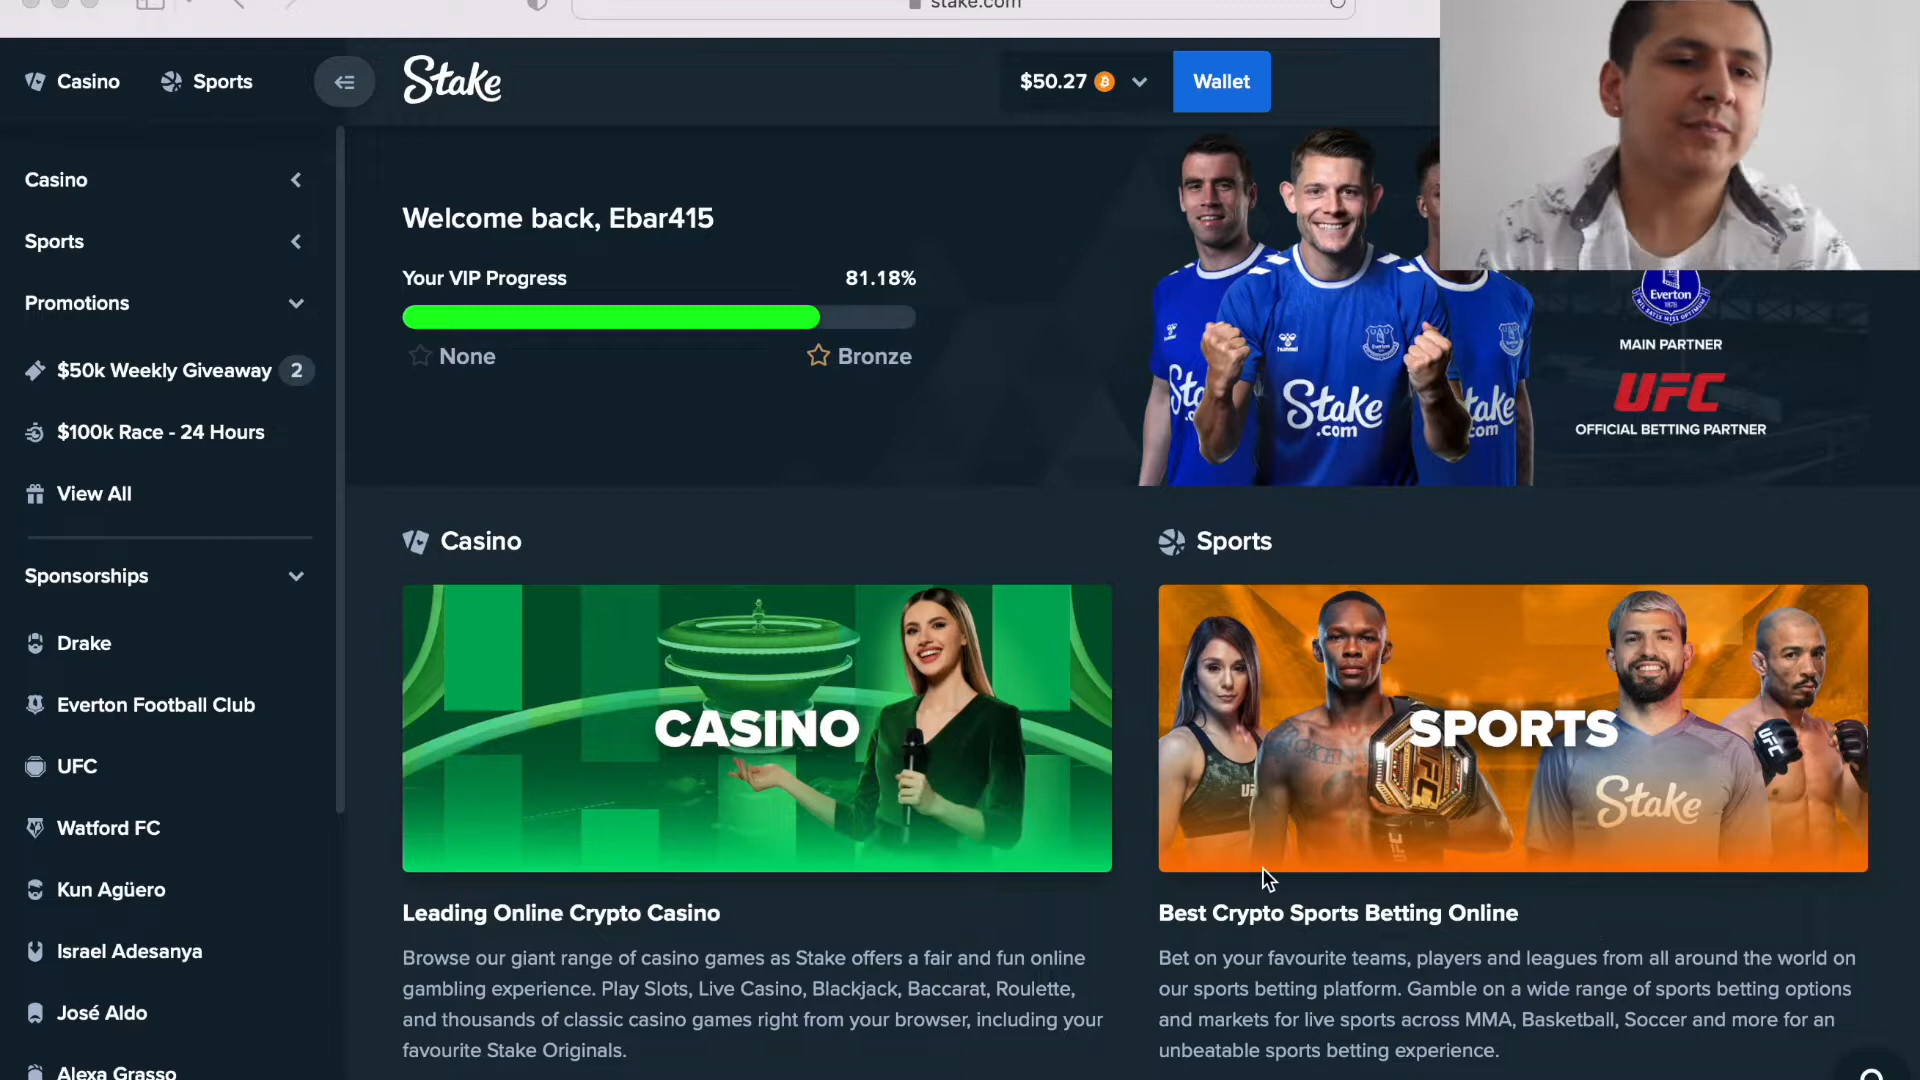 stake.com
Casino
Sports
Stake
$50.27
Wallet
Casino
Sports
Promotions
$50k Weekly Giveaway 2
$100k Race - 24 Hours
View All
Sponsorships
Drake
Everton Football Club
UFC
Watford FC
Kun Agüero
Israel Adesanya
José Aldo
Alexa Grasso
Welcome back, Ebar415
Your VIP Progress 81.18%
None Bronze
Stake
.com
Everton
1878
MAIN PARTNER
UFC
OFFICIAL BETTING PARTNER
Casino
CASINO
Leading Online Crypto Casino
Browse our giant range of casino games as Stake offers a fair and fun online
gambling experience. Play Slots, Live Casino, Blackjack, Baccarat, Roulette,
and thousands of classic casino games right from your browser, including your
favourite Stake Originals.
Sports
SPORTS
Stake
UFC
Best Crypto Sports Betting Online
Bet on your favourite teams, players and leagues from all around the world on
our sports betting platform. Gamble on a wide range of sports betting options
and markets for live sports across MMA, Basketball, Soccer and more for an
unbeatable sports betting experience.